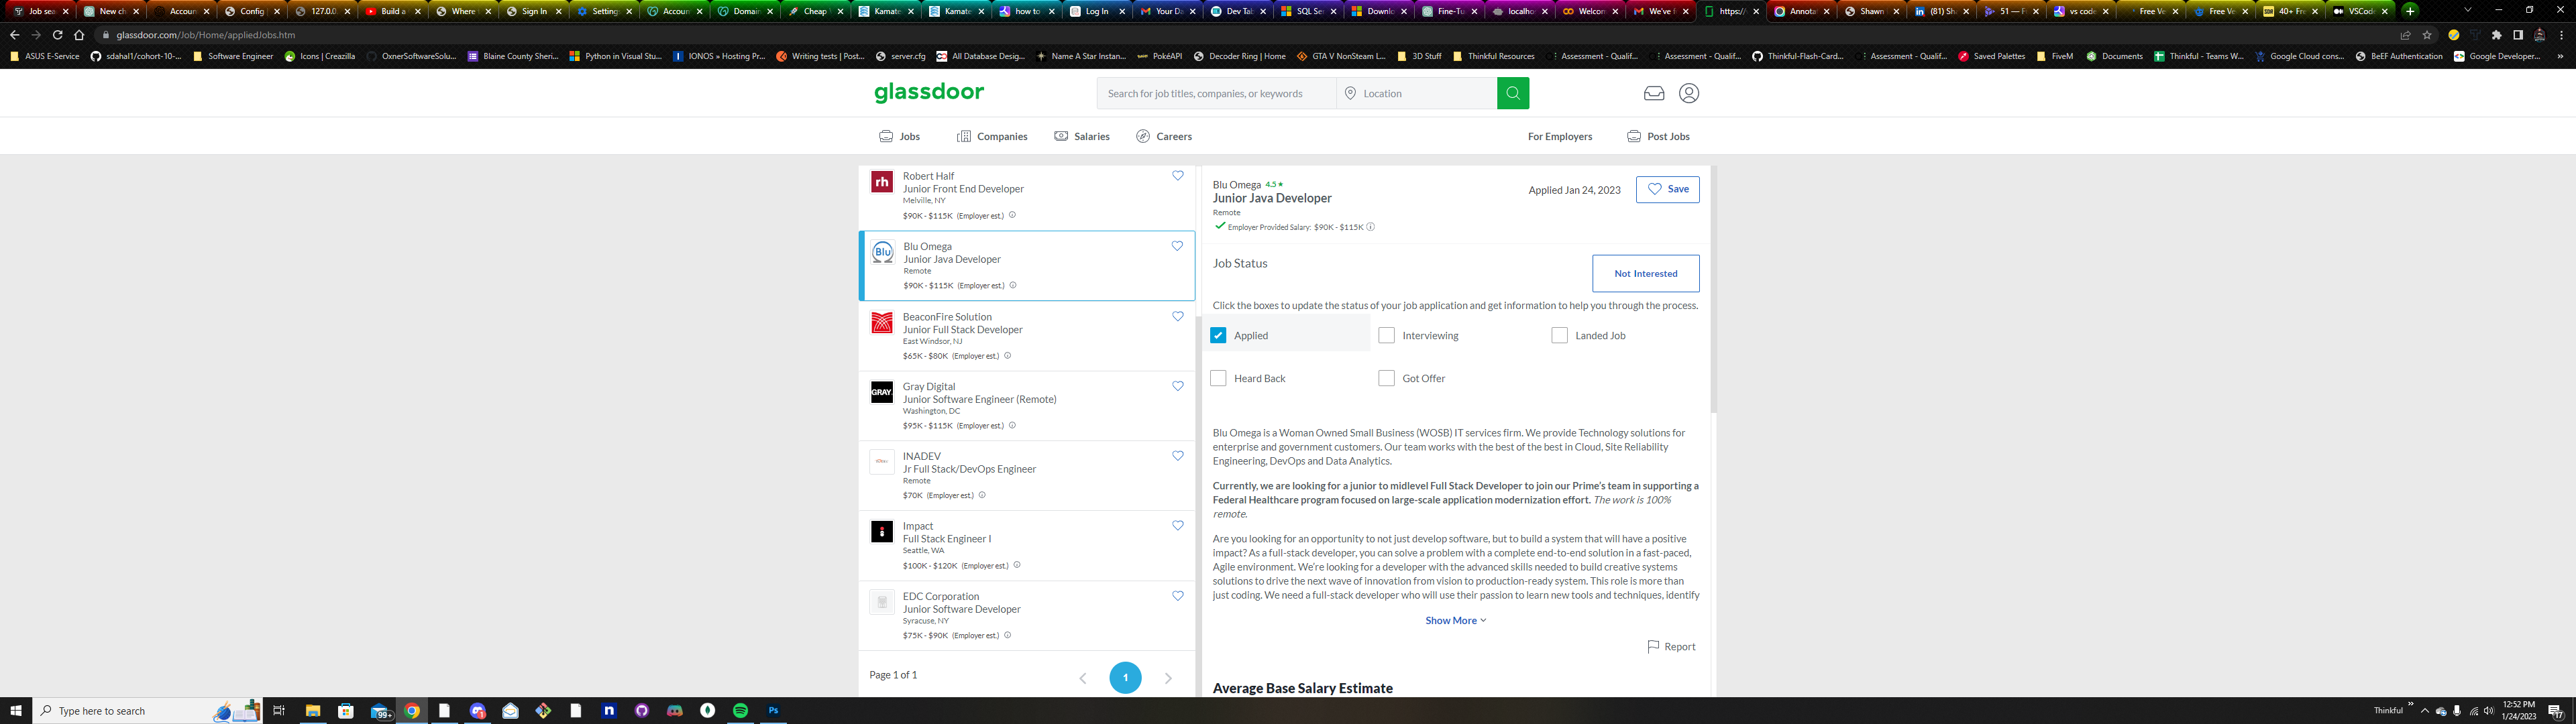 Job sea
New ch
Accoun
Config
127.0.0
Build a
Where
Sign In
Setting
Accoun
Domain
Cheap
Kamate
Kamate
how to
Log In
Your Da
Dev Tab
SQL Se
Downlo
Fine-Tu
localho
Welcom
We've f
https://
Annota
Shawn
(81) Sha
51 — F
vs code
Free Ve
Free Ve
40+ Fre
VSCod
glassdoor.com/Job/Home/appliedJobs.htm
ASUS E-Service
sdahal1/cohort-10-...
Software Engineer
Icons | Creazilla
OxnerSoftwareSolu...
Blaine County Sheri...
Python in Visual Stu...
IONOS » Hosting Pr...
Writing tests | Post...
server.cfg
All Database Desig...
Name A Star Instan...
PokéAPI
Decoder Ring | Home
GTA V NonSteam L...
3D Stuff
Thinkful Resources
Assessment - Qualif...
Assessment - Qualif...
Thinkful-Flash-Card...
Assessment - Qualif...
Saved Palettes
FiveM
Documents
Thinkful - Teams W...
Google Cloud cons...
BeEF Authentication
Google Developer...
glassdoor
Search for job titles, companies, or keywords
Location
Jobs
Companies
Salaries
Careers
For Employers
Post Jobs
rh
Robert Half
Junior Front End Developer
Melville, NY
$90K - $115K (Employer est.)
Blu
Blu Omega
Junior Java Developer
Remote
$90K - $115K (Employer est.)
BeaconFire Solution
Junior Full Stack Developer
East Windsor, NJ
$65K - $80K (Employer est.)
GRAY
Gray Digital
Junior Software Engineer (Remote)
Washington, DC
$95K - $115K (Employer est.)
INADEV
Jr Full Stack/DevOps Engineer
Remote
$70K (Employer est.)
Impact
Full Stack Engineer I
Seattle, WA
$100K - $120K (Employer est.)
EDC Corporation
Junior Software Developer
Syracuse, NY
$75K - $90K (Employer est.)
Page 1 of 1
1
Blu Omega 4.5 ★
Junior Java Developer
Remote
Employer Provided Salary: $90K - $115K
Applied Jan 24, 2023
Save
Job Status
Not Interested
Click the boxes to update the status of your job application and get information to help you through the process.
Applied
Interviewing
Landed Job
Heard Back
Got Offer
Blu Omega is a Woman Owned Small Business (WOSB) IT services firm. We provide Technology solutions for
enterprise and government customers. Our team works with the best of the best in Cloud, Site Reliability
Engineering, DevOps and Data Analytics.
Currently, we are looking for a junior to midlevel Full Stack Developer to join our Prime's team in supporting a
Federal Healthcare program focused on large-scale application modernization effort. The work is 100%
remote.
Are you looking for an opportunity to not just develop software, but to build a system that will have a positive
impact? As a full-stack developer, you can solve a problem with a complete end-to-end solution in a fast-paced,
Agile environment. We're looking for a developer with the advanced skills needed to build creative systems
solutions to drive the next wave of innovation from vision to production-ready system. This role is more than
just coding. We need a full-stack developer who will use their passion to learn new tools and techniques, identify
Show More
Report
Average Base Salary Estimate
Type here to search
99+
Ps
Thinkful
12:52 PM
1/24/2023
17